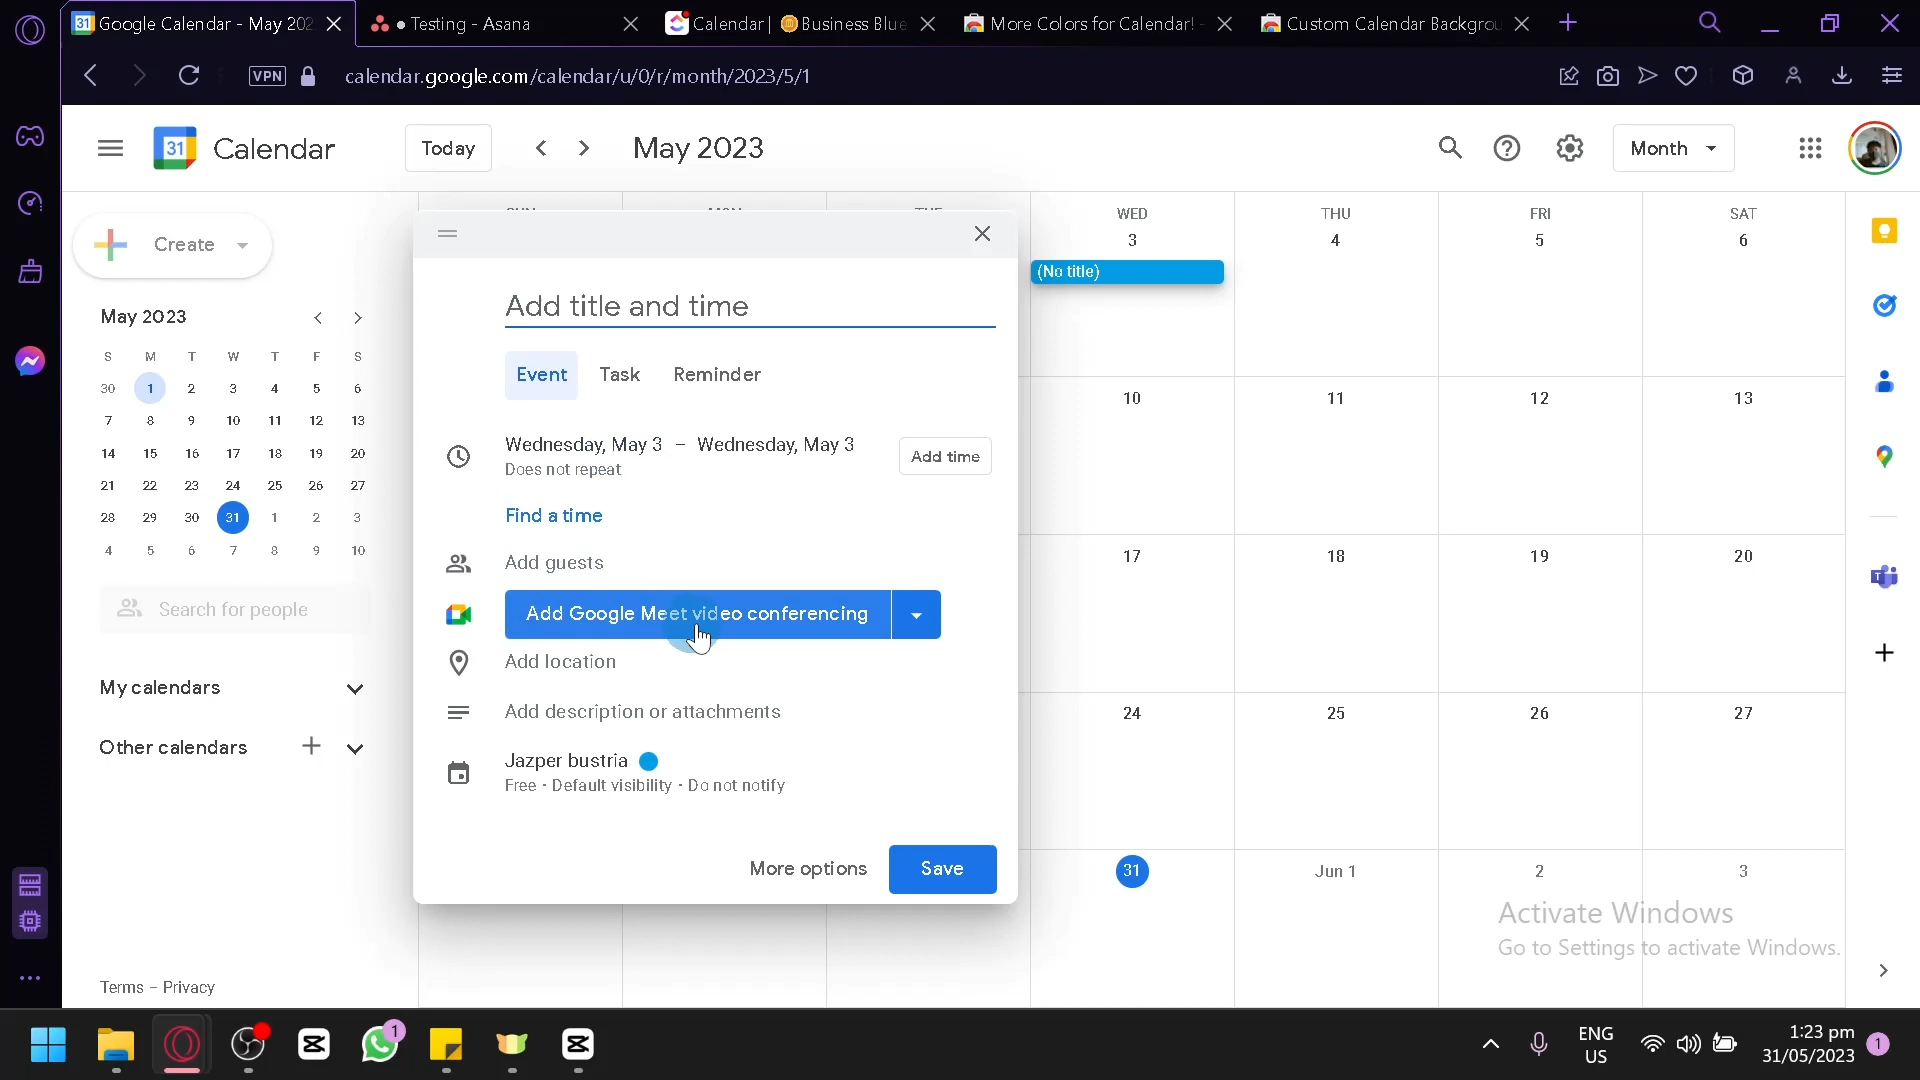 Google Calendar - May 202
Testing - Asana
Calendar | Business Blue
More Colors for Calendar! -
Custom Calendar Backgrou
VPN
calendar.google.com/calendar/u/0/r/month/2023/5/1
31
Calendar
Today
May 2023
Month
Create
May 2023
S M T W T F S
30 1 2 3 4 5 6
7 8 9 10 11 12 13
14 15 16 17 18 19 20
21 22 23 24 25 26 27
28 29 30 31 1 2 3
4 5 6 7 8 9 10
Search for people
My calendars
Other calendars
Terms – Privacy
Add title and time
Event Task Reminder
Wednesday, May 3 – Wednesday, May 3
Does not repeat
Add time
Find a time
Add guests
Add Google Meet video conferencing
Add location
Add description or attachments
Jazper bustria
Free · Default visibility · Do not notify
More options
Save
SUN MON TUE WED THU FRI SAT
3 4 5 6
(No title)
10 11 12 13
17 18 19 20
24 25 26 27
31 Jun 1 2 3
Activate Windows
Go to Settings to activate Windows.
1
ENG
US
1:23 pm
31/05/2023
1